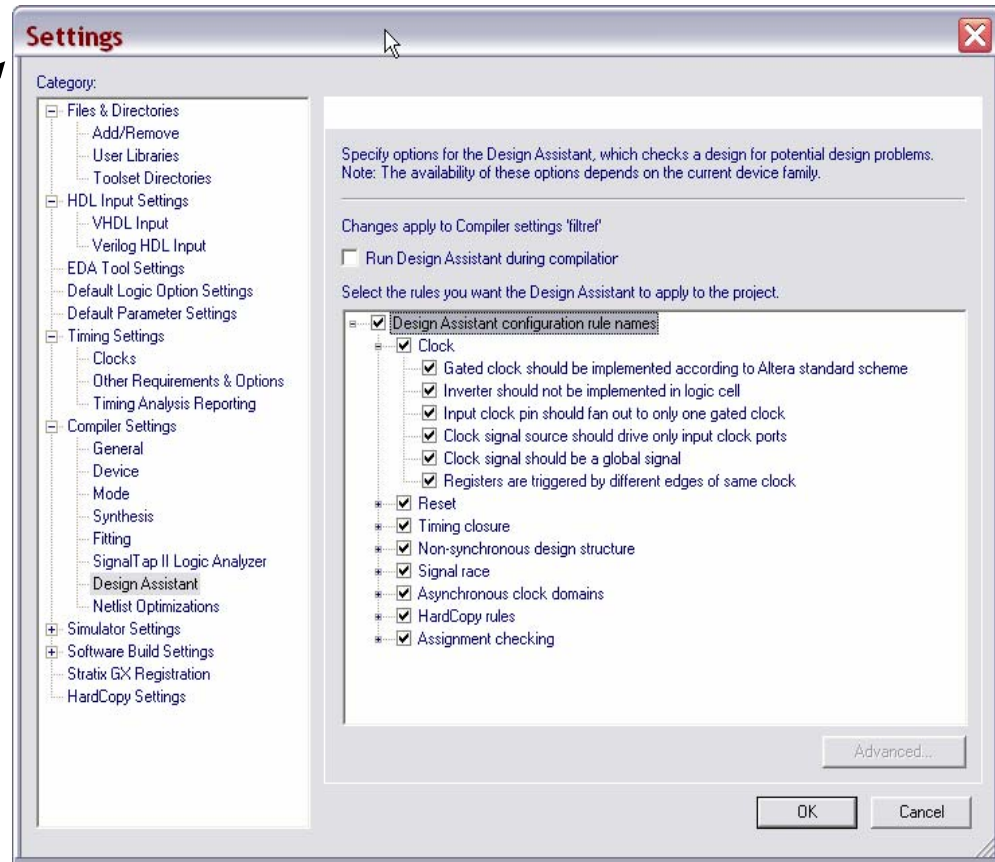 Settings
Category:
Files & Directories
Add/Remove
User Libraries
Toolset Directories
HDL Input Settings
VHDL Input
Verilog HDL Input
EDA Tool Settings
Default Logic Option Settings
Default Parameter Settings
Timing Settings
Clocks
Other Requirements & Options
Timing Analysis Reporting
Compiler Settings
General
Device
Mode
Synthesis
Fitting
SignalTap II Logic Analyzer
Design Assistant
Netlist Optimizations
Simulator Settings
Software Build Settings
Stratix GX Registration
HardCopy Settings
Specify options for the Design Assistant, which checks a design for potential design problems.
Note: The availability of these options depends on the current device family.
Changes apply to Compiler settings 'filtref'
Run Design Assistant during compilation
Select the rules you want the Design Assistant to apply to the project.
Design Assistant configuration rule names
Clock
Gated clock should be implemented according to Altera standard scheme
Inverter should not be implemented in logic cell
Input clock pin should fan out to only one gated clock
Clock signal source should drive only input clock ports
Clock signal should be a global signal
Registers are triggered by different edges of same clock
Reset
Timing closure
Non-synchronous design structure
Signal race
Asynchronous clock domains
HardCopy rules
Assignment checking
Advanced...
OK
Cancel